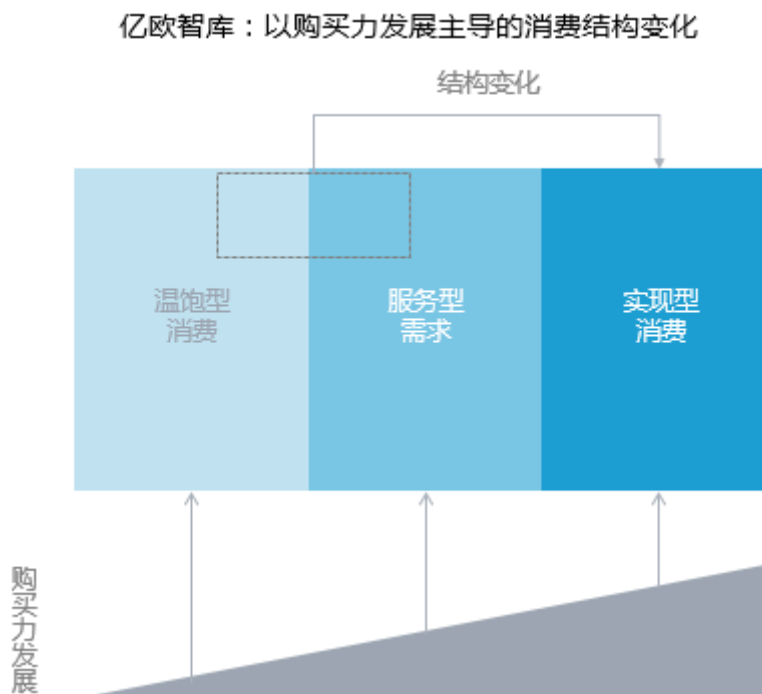 亿欧智库：以购买力发展主导的消费结构变化
结构变化
温饱型
消费
服务型
需求
实现型
消费
购买力发展